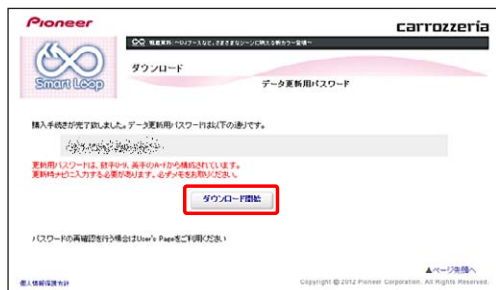 Pioneer
carrozzeria
Smart Loop
ダウンロード
データ更新用パスワード
購入手続きが完了致しました。データ更新用パスワードは以下の通りです。
更新用パスワードは、数字0-9、英字のA-Fから構成されています。
更新時ナビに入力する必要があります。必ずメモをお取りください。
ダウンロード開始
パスワードの再確認を行う場合はUser's Pageをご利用ください
▲ページ先頭へ
個人情報保護方針
Copyright © 2012 Pioneer Corporation. All Rights Reserved.